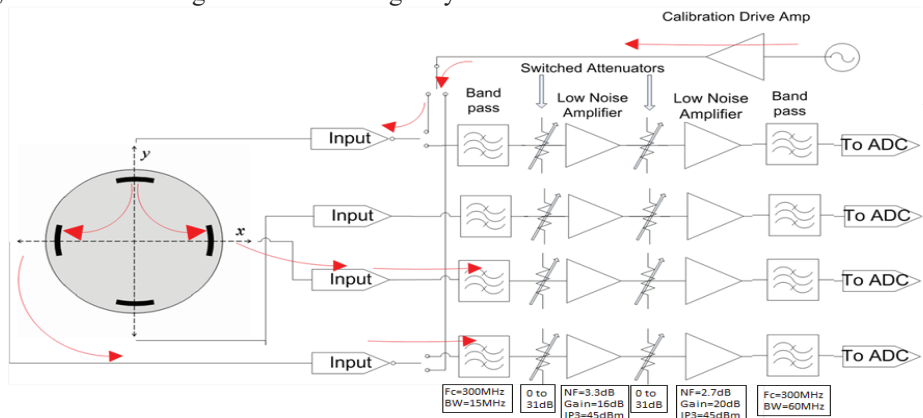 Calibration Drive Amp
Switched Attenuators
Band
pass
Low Noise
Amplifier
Low Noise
Amplifier
Band
pass
Input
To ADC
y
Input
To ADC
x
Input
To ADC
Input
To ADC
Fc=300MHz
BW=15MHz
0 to
31dB
NF=3.3dB
Gain=16dB
IP3=45dBm
0 to
31dB
NF=2.7dB
Gain=20dB
IP3=45dBm
Fc=300MHz
BW=60MHz